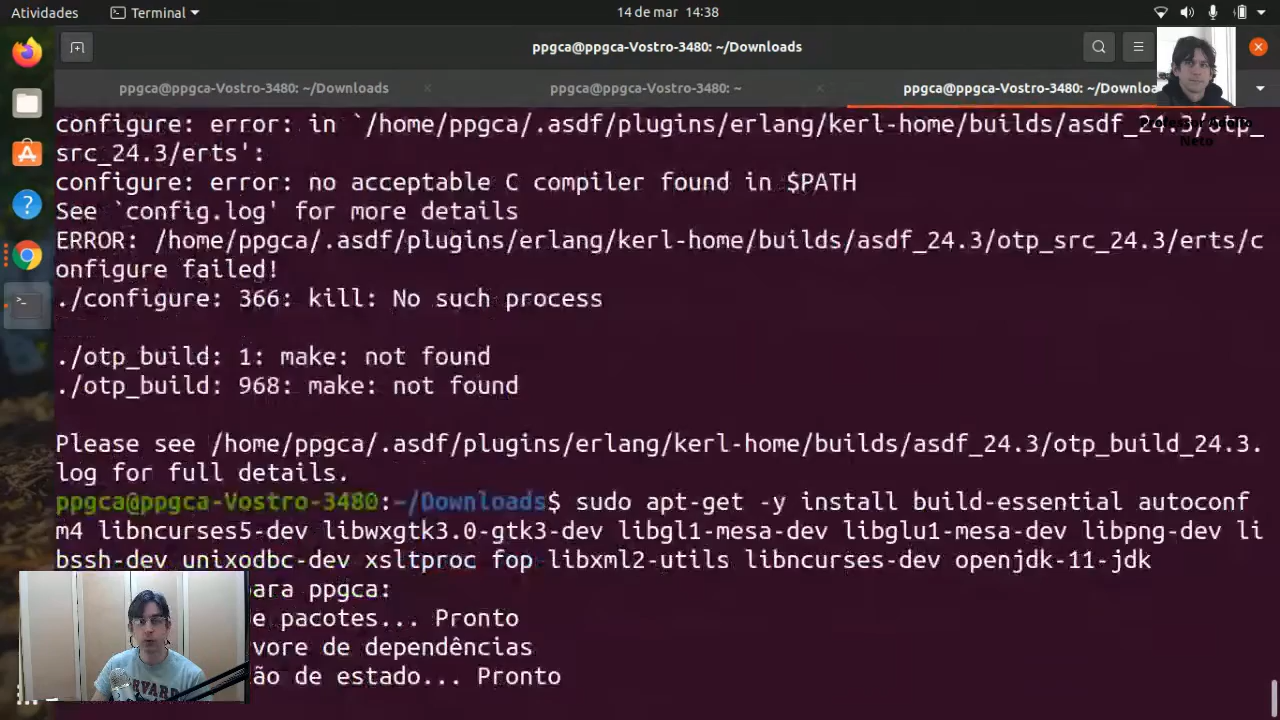 Atividades
Terminal
14 de mar 14:38
ppgca@ppgca-Vostro-3480: ~/Downloads
ppgca@ppgca-Vostro-3480: ~/Downloads
ppgca@ppgca-Vostro-3480: ~
ppgca@ppgca-Vostro-3480: ~/Downloa
configure: error: in `/home/ppgca/.asdf/plugins/erlang/kerl-home/builds/asdf_24.3/otp_
src_24.3/erts':
Neto
configure: error: no acceptable C compiler found in $PATH
See `config.log' for more details
ERROR: /home/ppgca/.asdf/plugins/erlang/kerl-home/builds/asdf_24.3/otp_src_24.3/erts/c
onfigure failed!
./configure: 366: kill: No such process
./otp_build: 1: make: not found
./otp_build: 968: make: not found
Please see /home/ppgca/.asdf/plugins/erlang/kerl-home/builds/asdf_24.3/otp_build_24.3.
log for full details.
ppgca@ppgca-Vostro-3480:~/Downloads$ sudo apt-get -y install build-essential autoconf
m4 libncurses5-dev libwxgtk3.0-gtk3-dev libgl1-mesa-dev libglu1-mesa-dev libpng-dev li
bssh-dev unixodbc-dev xsltproc fop libxml2-utils libncurses-dev openjdk-11-jdk
para ppgca:
e pacotes... Pronto
vore de dependências
ão de estado... Pronto
HARVARD